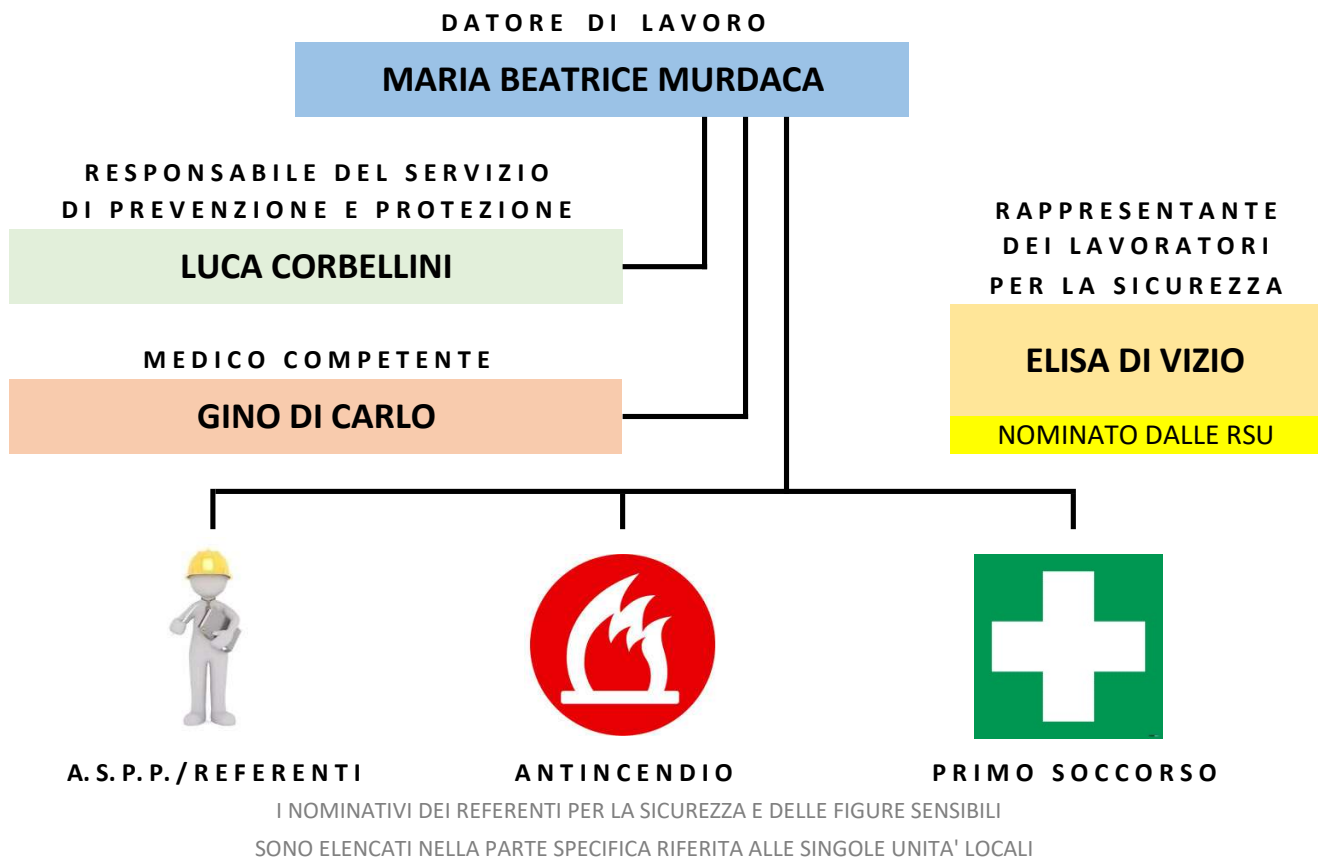 DATORE DI LAVORO
MARIA BEATRICE MURDACA
RESPONSABILE DEL SERVIZIO
DI PREVENZIONE E PROTEZIONE
LUCA CORBELLINI
RAPPRESENTANTE
DEI LAVORATORI
PER LA SICUREZZA
ELISA DI VIZIO
NOMINATO DALLE RSU
MEDICO COMPETENTE
GINO DI CARLO
A.S.P.P./REFERENTI
ANTINCENDIO
PRIMO SOCCORSO
I NOMINATIVI DEI REFERENTI PER LA SICUREZZA E DELLE FIGURE SENSIBILI
SONO ELENCATI NELLA PARTE SPECIFICA RIFERITA ALLE SINGOLE UNITA' LOCALI